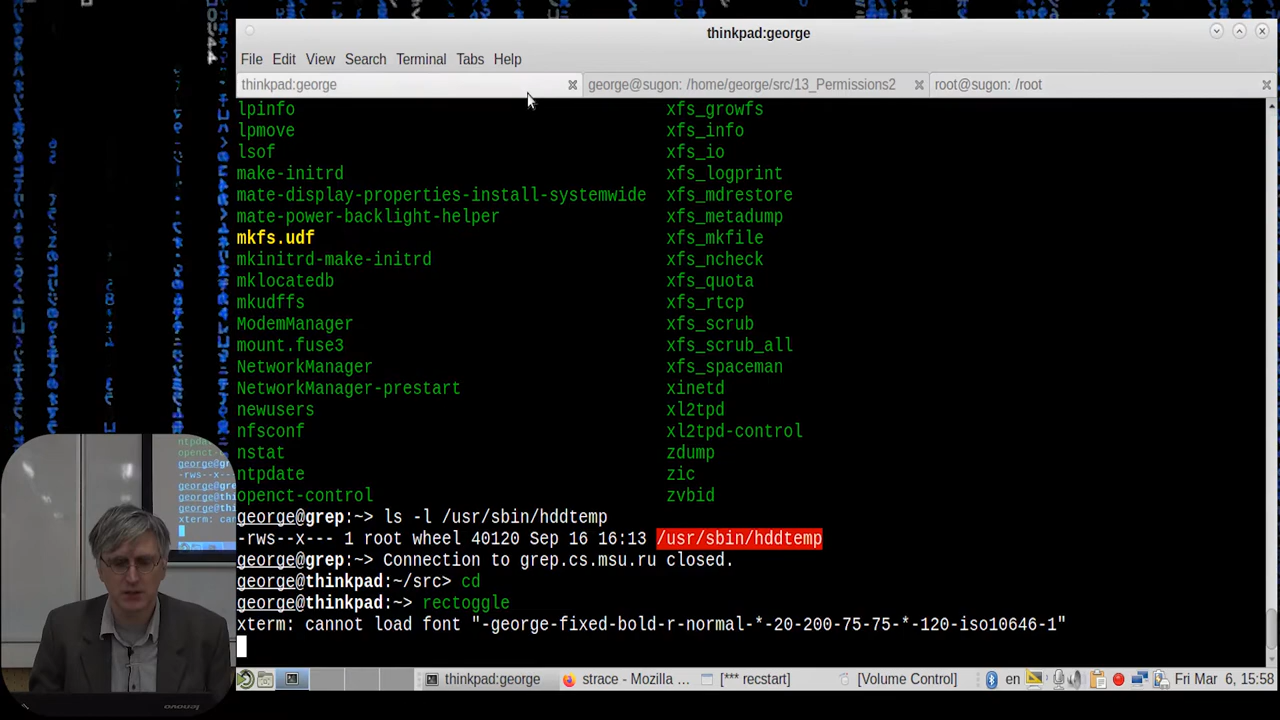 thinkpad:george
File Edit View Search Terminal Tabs Help
thinkpad:george george@sugon: /home/george/src/13_Permissions2 root@sugon: /root
lpinfo xfs_growfs
lpmove xfs_info
lsof xfs_io
make-initrd xfs_logprint
mate-display-properties-install-systemwide xfs_mdrestore
mate-power-backlight-helper xfs_metadump
mkfs.udf xfs_mkfile
mkinitrd-make-initrd xfs_ncheck
mklocatedb xfs_quota
mkudffs xfs_rtcp
ModemManager xfs_scrub
mount.fuse3 xfs_scrub_all
NetworkManager xfs_spaceman
NetworkManager-prestart xinetd
newusers xl2tpd
nfsconf xl2tpd-control
nstat zdump
ntpdate zic
openct-control zvbid
george@grep:~> ls -l /usr/sbin/hddtemp
-rws--x--- 1 root wheel 40120 Sep 16 16:13 /usr/sbin/hddtemp
george@grep:~> Connection to grep.cs.msu.ru closed.
george@thinkpad:~/src> cd
george@thinkpad:~> rectoggle
xterm: cannot load font "-george-fixed-bold-r-normal-*-20-200-75-75-*-120-iso10646-1"
thinkpad:george strace - Mozilla ... [*** recstart] [Volume Control] en Fri Mar 6, 15:58